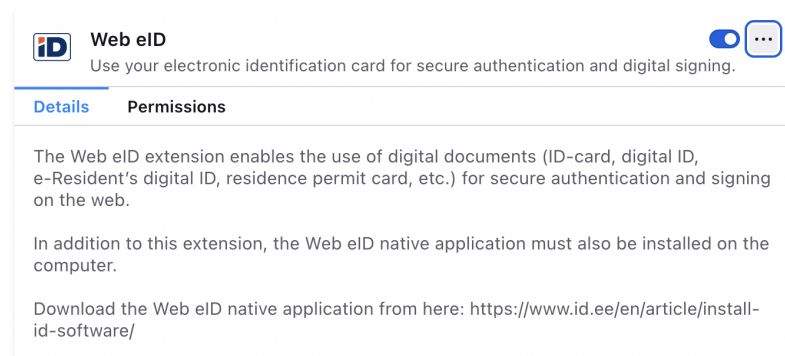 iD
Web eID
Use your electronic identification card for secure authentication and digital signing.
Details
Permissions
The Web eID extension enables the use of digital documents (ID-card, digital ID,
e-Resident’s digital ID, residence permit card, etc.) for secure authentication and signing
on the web.
In addition to this extension, the Web eID native application must also be installed on the
computer.
Download the Web eID native application from here: https://www.id.ee/en/article/install-
id-software/